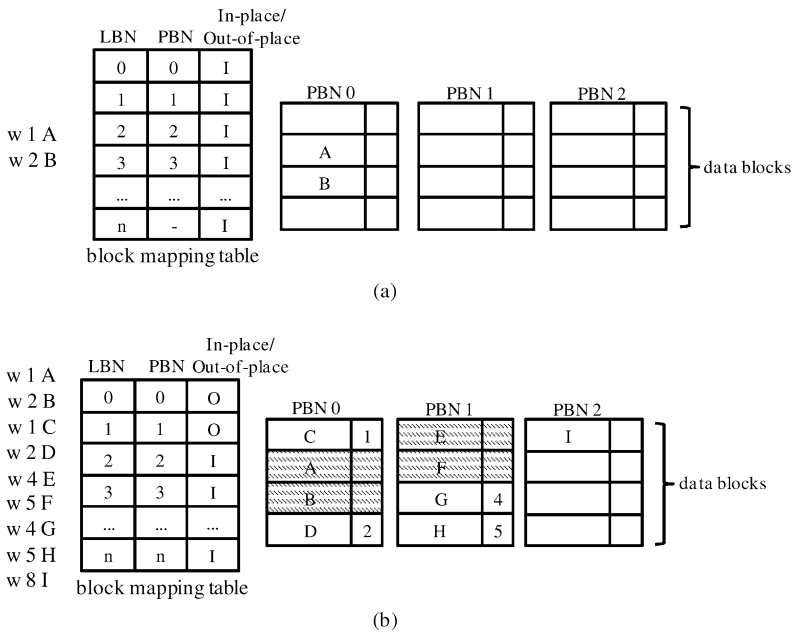 In-place/
LBN PBN Out-of-place
0 0 I
1 1 I
2 2 I
3 3 I
... ... ...
n - I
block mapping table
w 1 A
w 2 B
PBN 0 PBN 1 PBN 2
A
B
data blocks
(a)
In-place/
LBN PBN Out-of-place
0 0 O
1 1 O
2 2 I
3 3 I
... ... ...
n n I
block mapping table
w 1 A
w 2 B
w 1 C
w 2 D
w 4 E
w 5 F
w 4 G
w 5 H
w 8 I
PBN 0 PBN 1 PBN 2
C 1 E I
A F
B G 4
D 2 H 5
data blocks
(b)